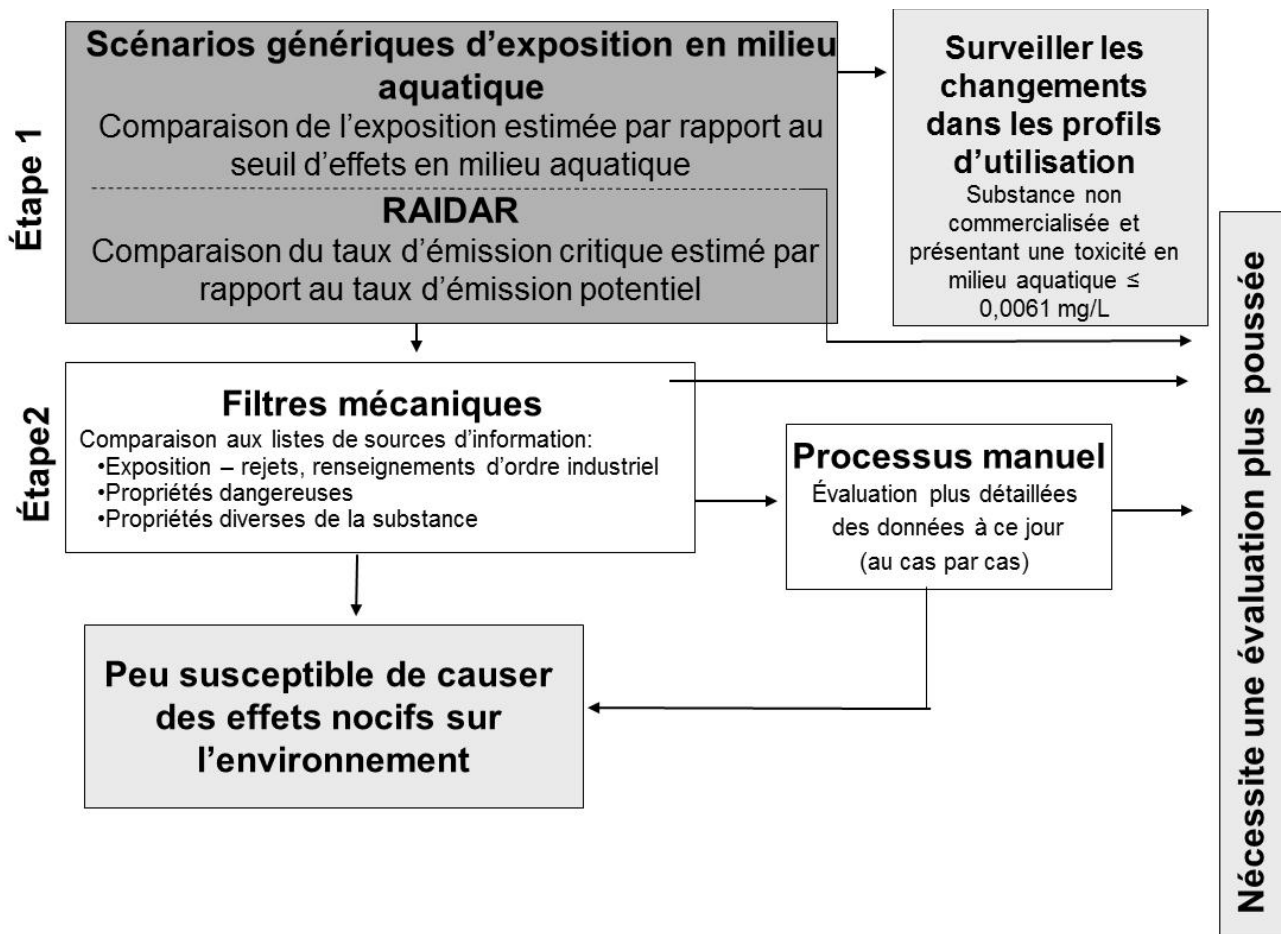 Étape 1
Scénarios génériques d'exposition en milieu
aquatique
Comparaison de l'exposition estimée par rapport au
seuil d'effets en milieu aquatique
RAIDAR
Comparaison du taux d'émission critique estimé par
rapport au taux d'émission potentiel
Surveiller les
changements
dans les profils
d'utilisation
Substance non
commercialisée et
présentant une toxicité en
milieu aquatique ≤
0,0061 mg/L
Étape2
Filtres mécaniques
Comparaison aux listes de sources d'information:
•Exposition – rejets, renseignements d'ordre industriel
•Propriétés dangereuses
•Propriétés diverses de la substance
Processus manuel
Évaluation plus détaillées
des données à ce jour
(au cas par cas)
Peu susceptible de causer
des effets nocifs sur
l'environnement
Nécessite une évaluation plus poussée